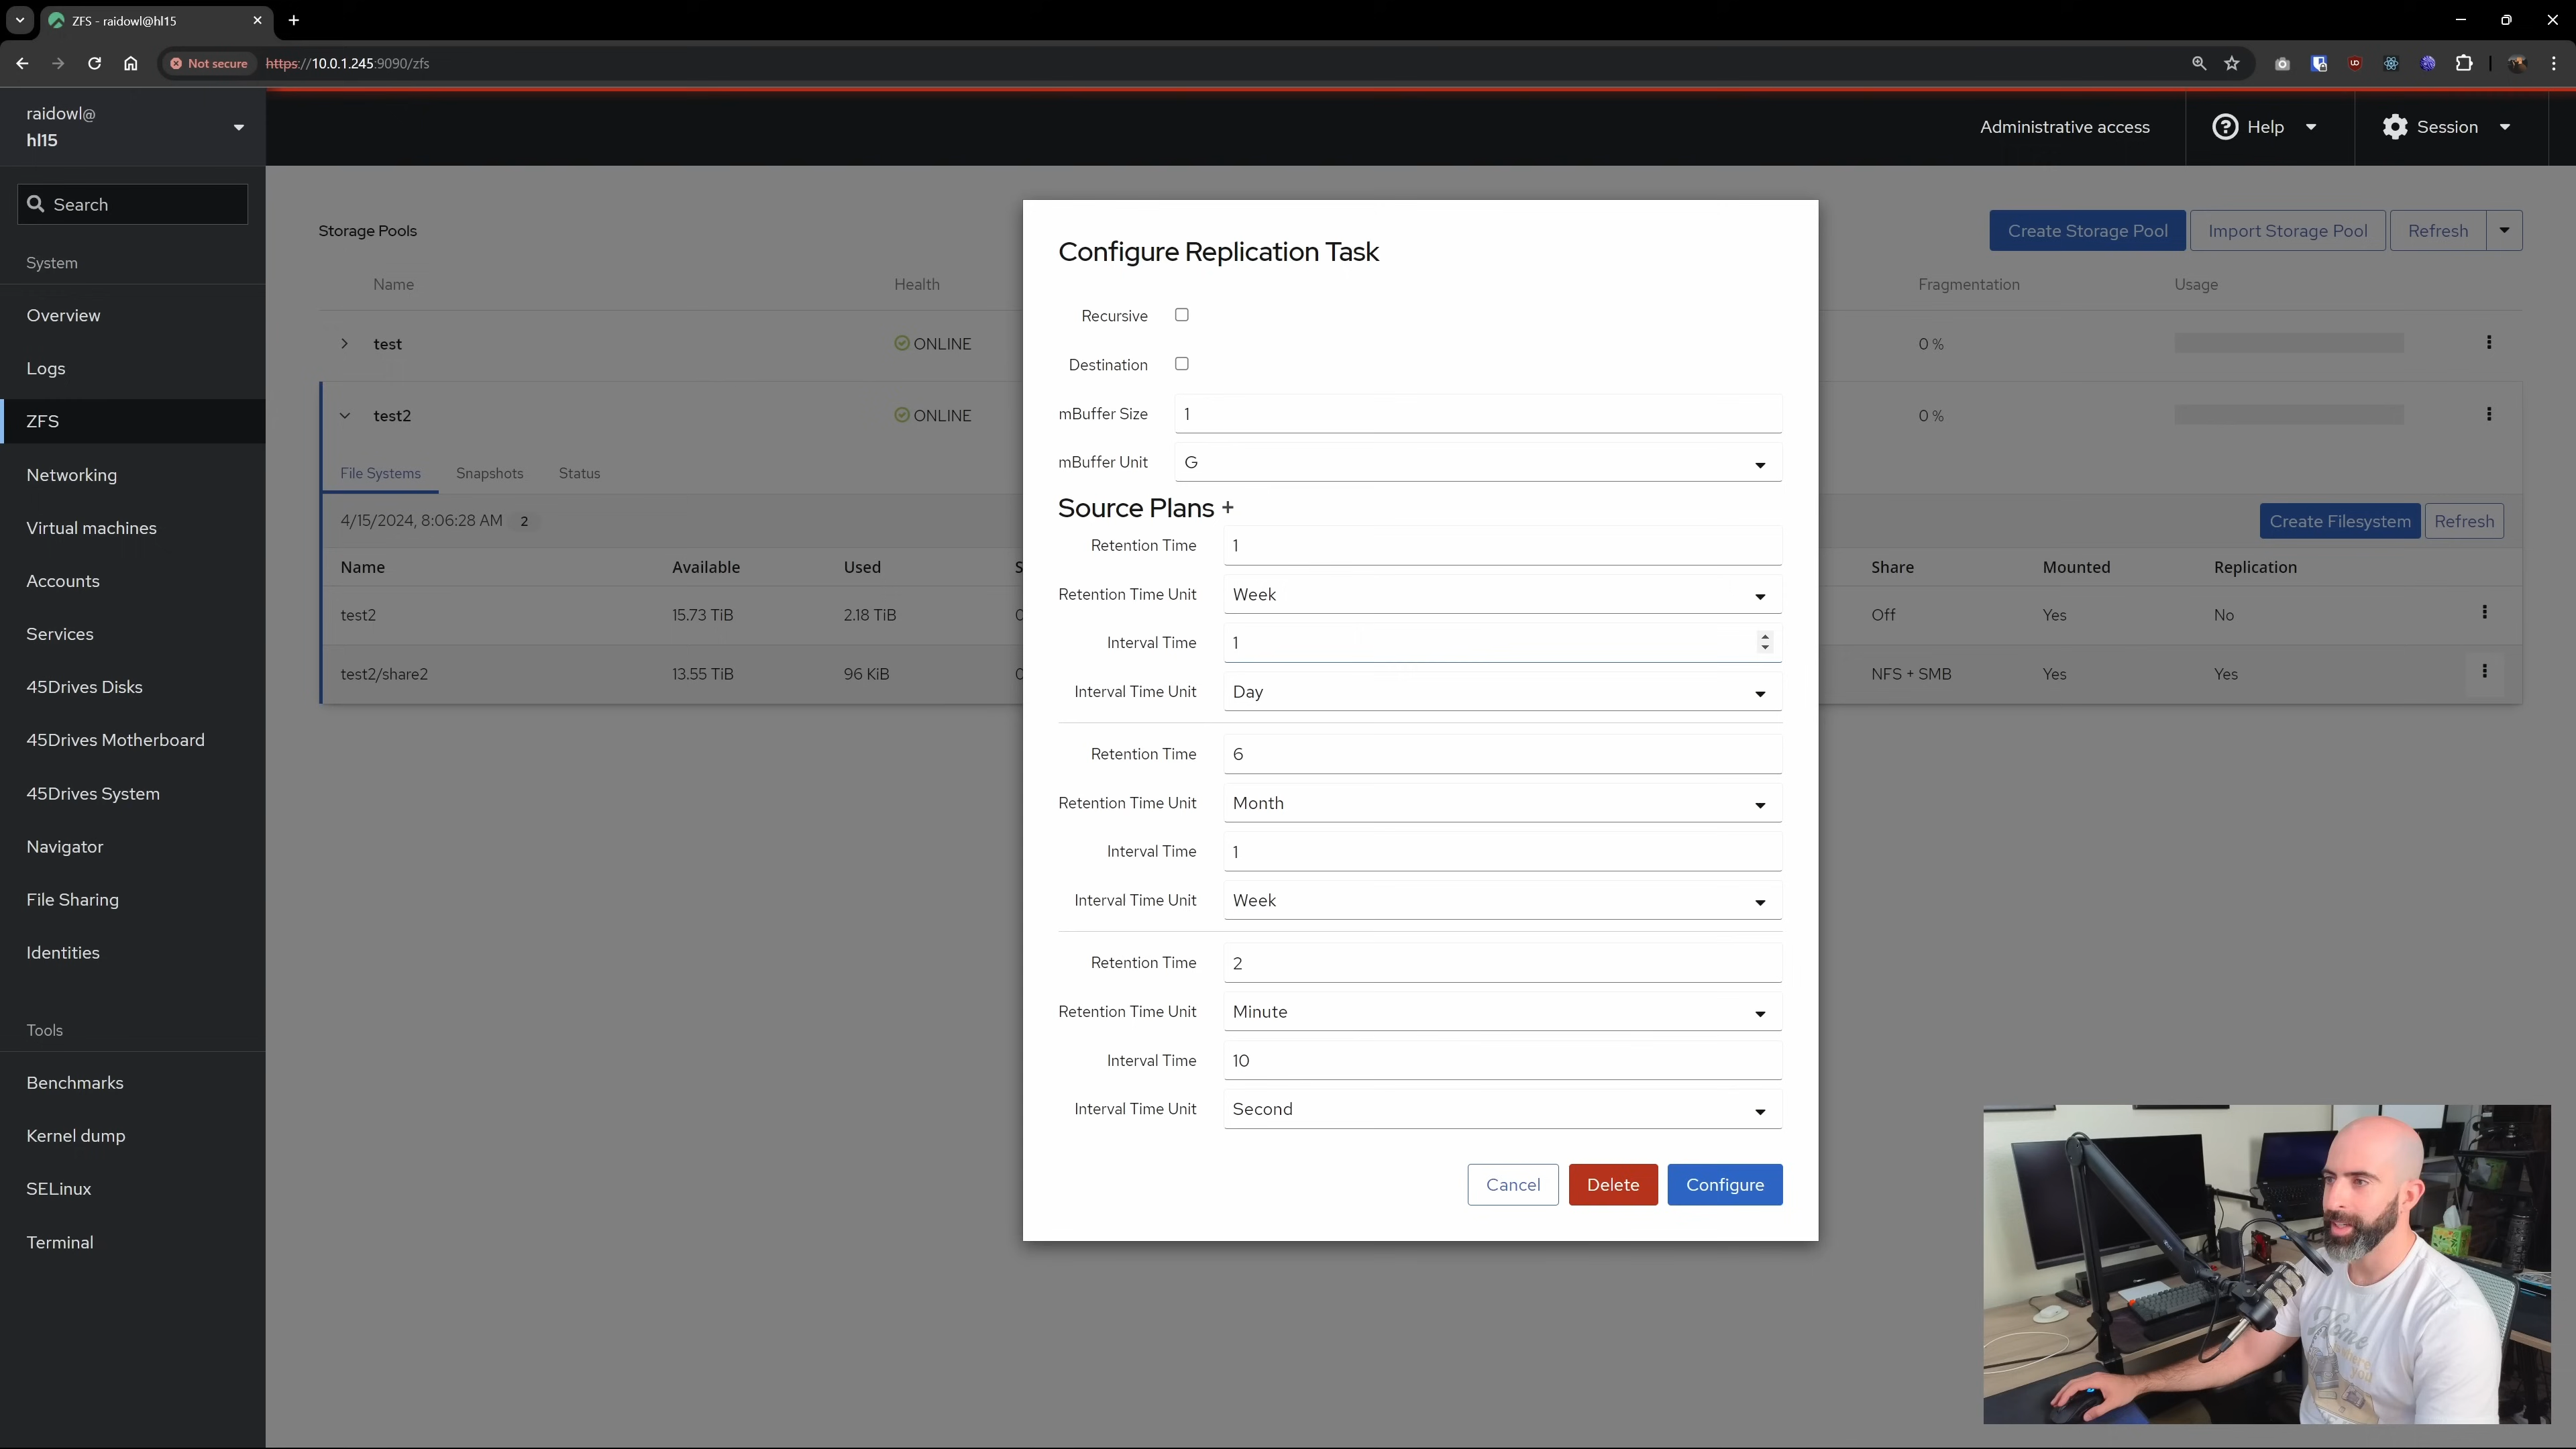 ZFS - raidowl@hl15
Not secure https://10.0.1.245:9090/zfs
raidowl@
hl15
Administrative access
Help
Session
Search
System
Overview
Logs
ZFS
Networking
Virtual machines
Accounts
Services
45Drives Disks
45Drives Motherboard
45Drives System
Navigator
File Sharing
Identities
Tools
Benchmarks
Kernel dump
SELinux
Terminal
Storage Pools
Create Storage Pool Import Storage Pool Refresh
Name Health Fragmentation Usage
test ONLINE 0 %
test2 ONLINE 0 %
File Systems Snapshots Status
4/15/2024, 8:06:28 AM 2
Create Filesystem Refresh
Name Available Used S Share Mounted Replication
test2 15.73 TiB 2.18 TiB 0 Off Yes No
test2/share2 13.55 TiB 96 KiB 0 NFS + SMB Yes Yes
Configure Replication Task
Recursive
Destination
mBuffer Size 1
mBuffer Unit G
Source Plans +
Retention Time 1
Retention Time Unit Week
Interval Time 1
Interval Time Unit Day
Retention Time 6
Retention Time Unit Month
Interval Time 1
Interval Time Unit Week
Retention Time 2
Retention Time Unit Minute
Interval Time 10
Interval Time Unit Second
Cancel Delete Configure
Home